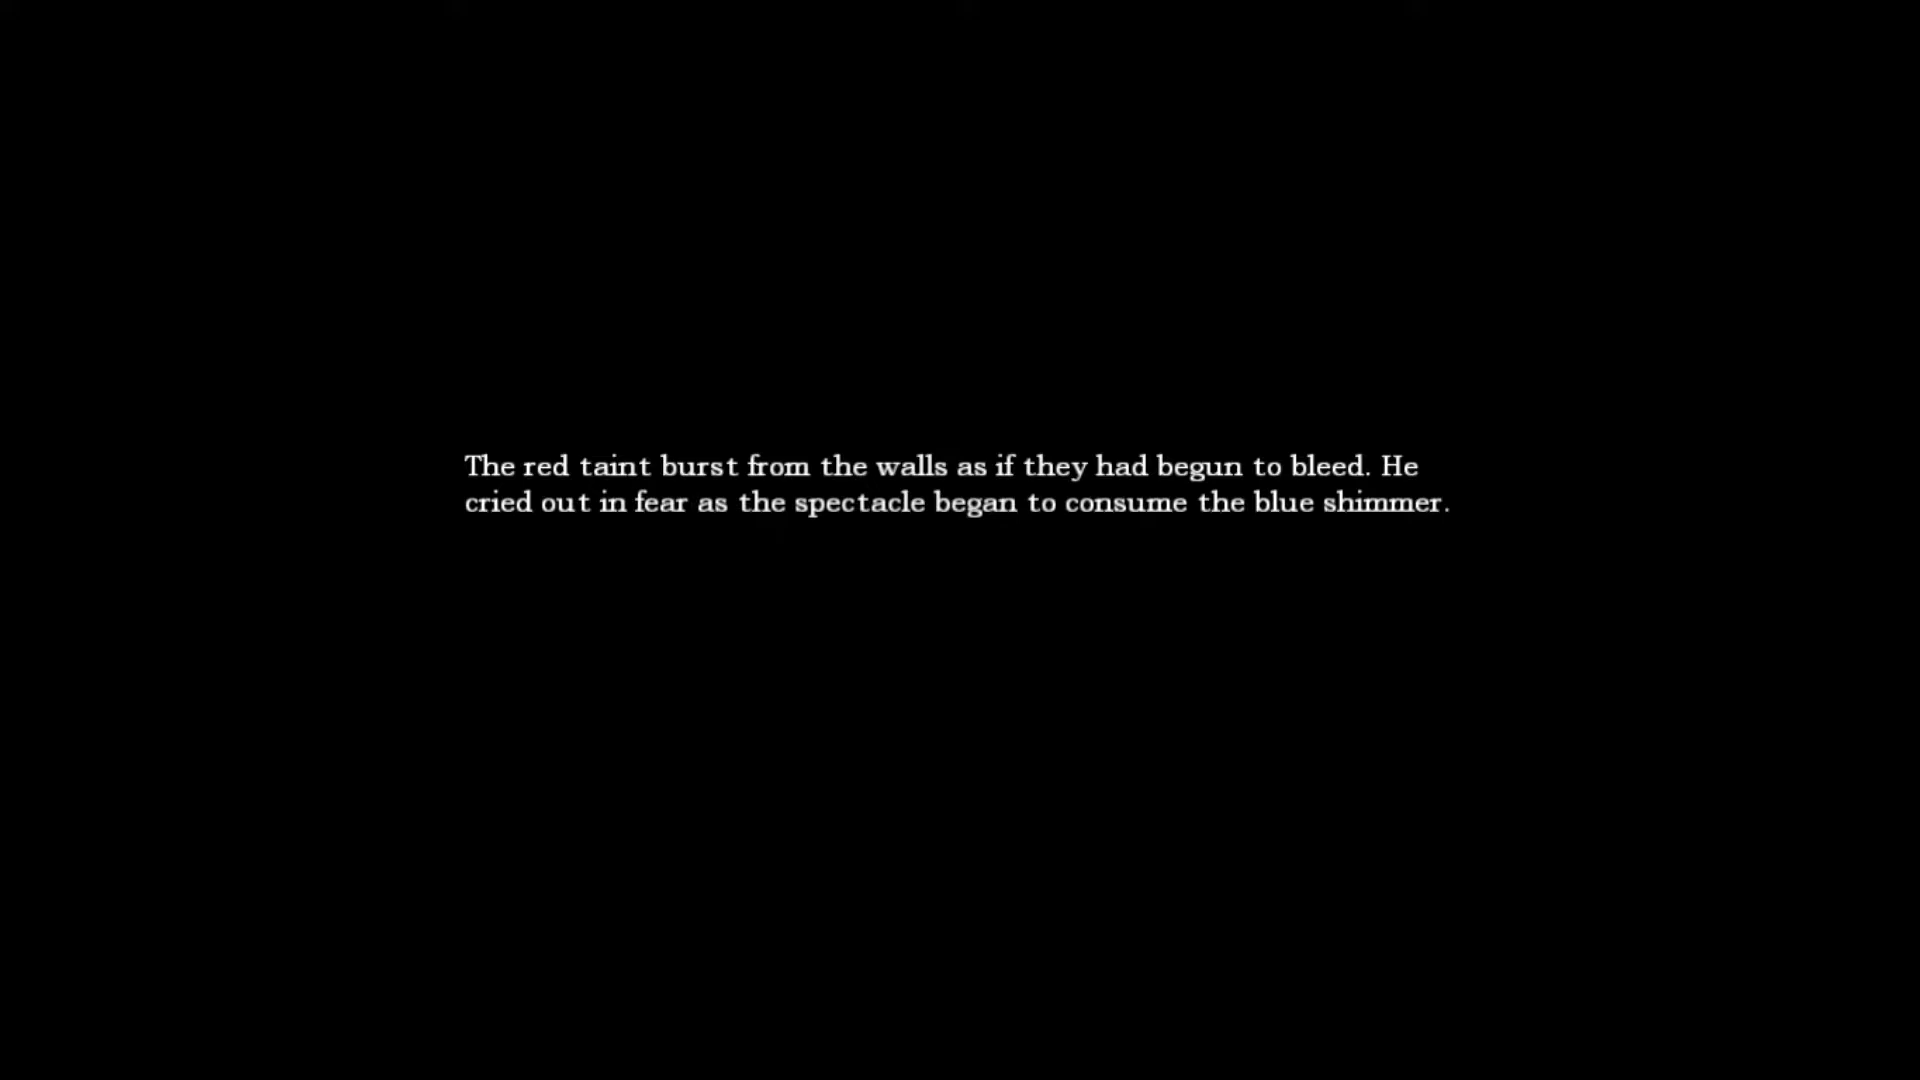 The red taint burst from the walls as if they had begun to bleed. He
cried out in fear as the spectacle began to consume the blue shimmer.